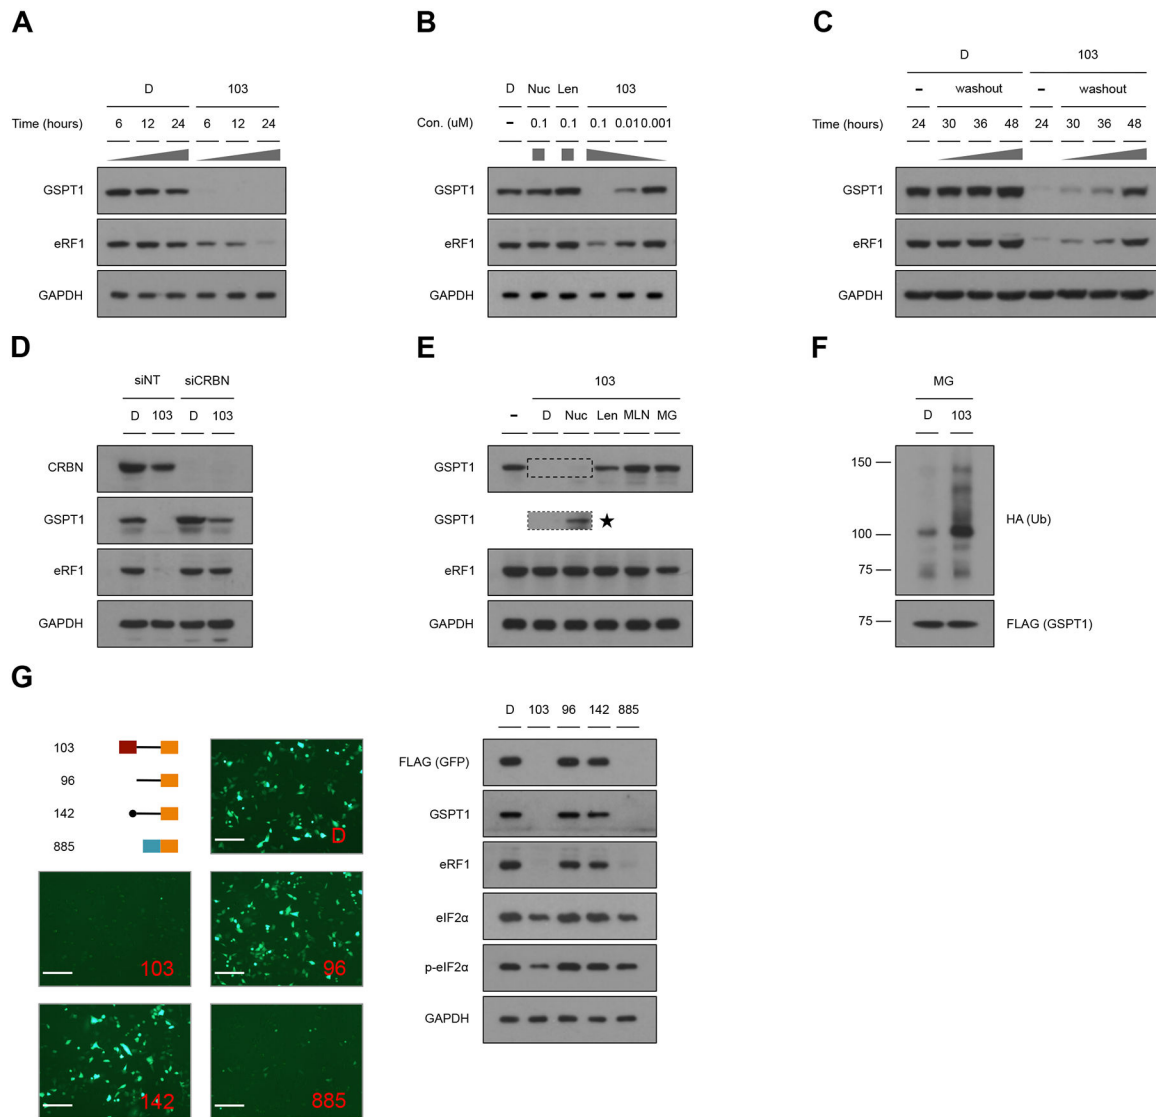 A
D 103
Time (hours) 6 12 24 6 12 24
GSPT1
eRF1
GAPDH
B
D Nuc Len 103
Con. (uM) – 0.1 0.1 0.1 0.01 0.001
GSPT1
eRF1
GAPDH
C
D 103
– washout – washout
Time (hours) 24 30 36 48 24 30 36 48
GSPT1
eRF1
GAPDH
D
siNT siCRBN
D 103 D 103
CRBN
GSPT1
eRF1
GAPDH
E
103
– D Nuc Len MLN MG
GSPT1
GSPT1 ★
eRF1
GAPDH
F
MG
D 103
150
100
75
HA (Ub)
75
FLAG (GSPT1)
G
103
96
142
885
D
103
96
142
885
D 103 96 142 885
FLAG (GFP)
GSPT1
eRF1
eIF2α
p-eIF2α
GAPDH